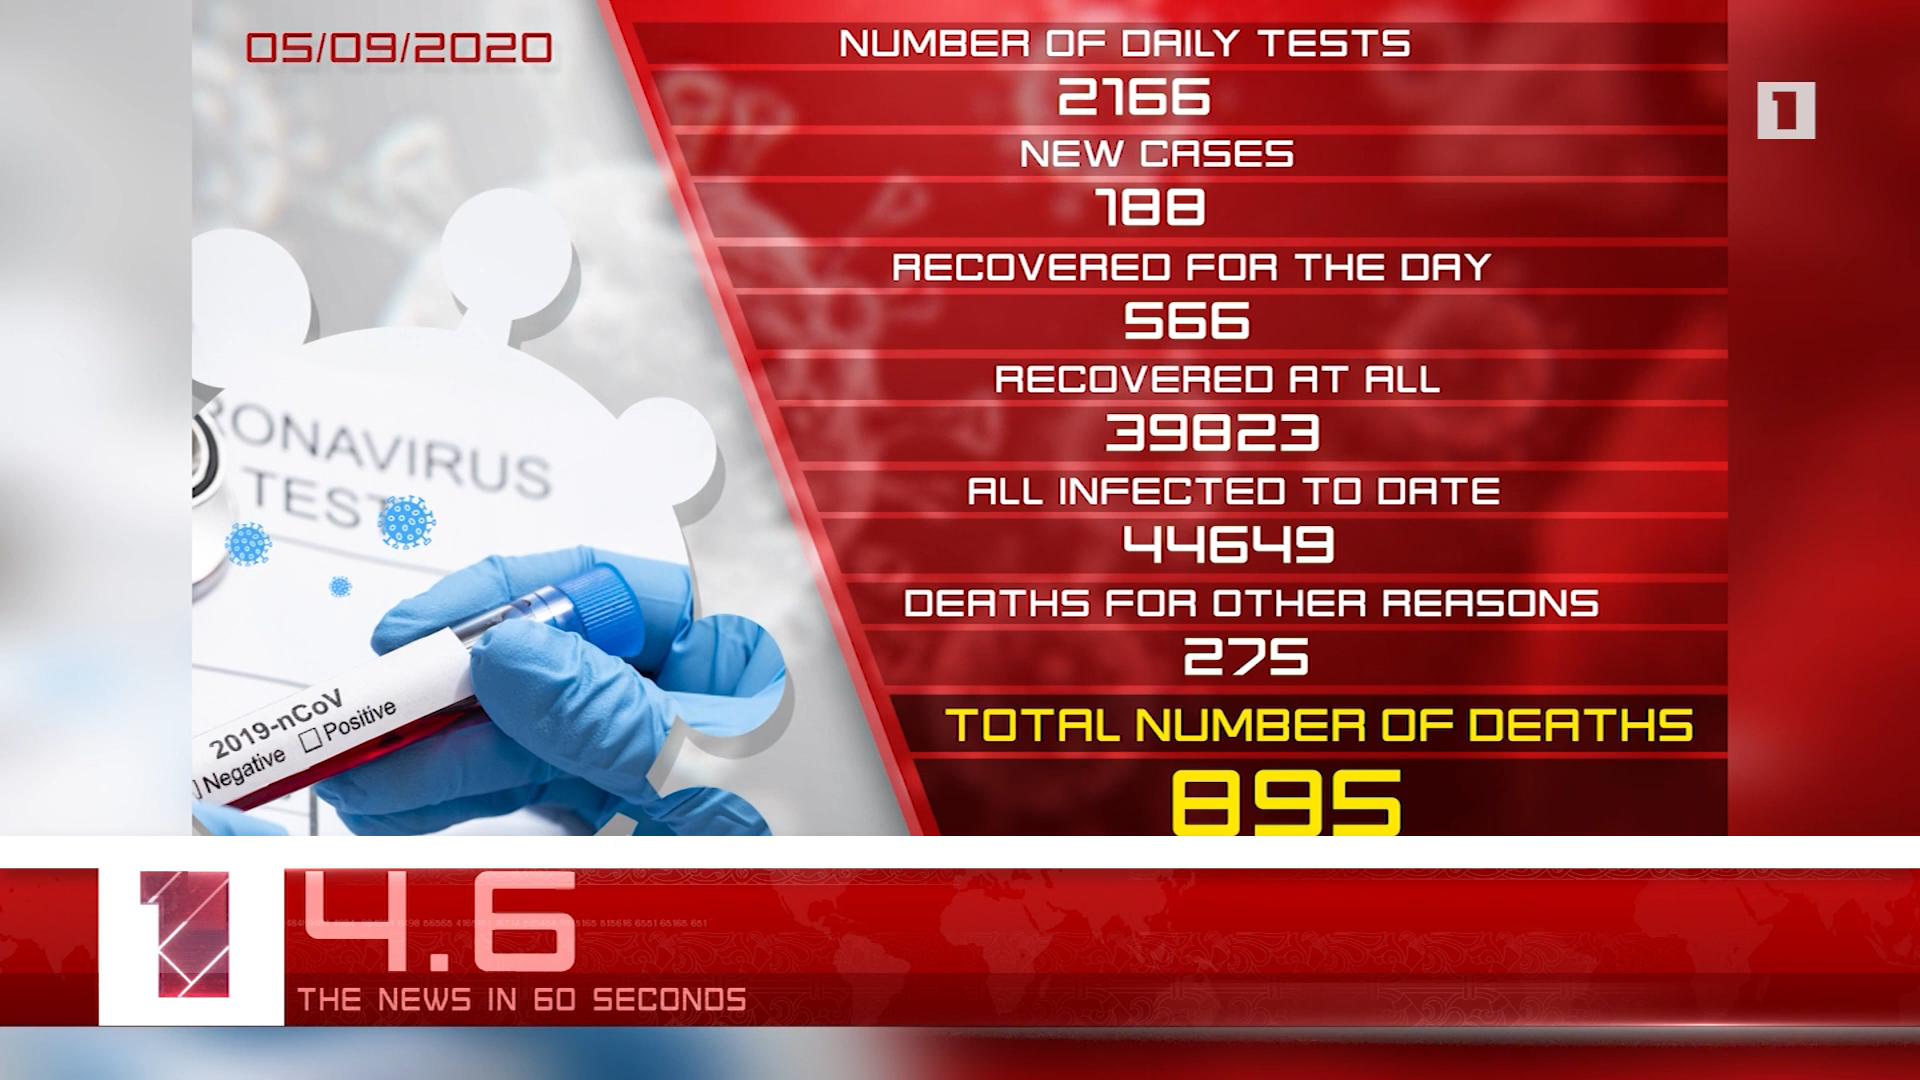 05/09/2020
NUMBER OF DAILY TESTS
2166
NEW CASES
188
RECOVERED FOR THE DAY
566
RECOVERED AT ALL
39823
ALL INFECTED TO DATE
44649
DEATHS FOR OTHER REASONS
275
TOTAL NUMBER OF DEATHS
895
1
RONAVIRUS
TEST
2019-nCoV
Negative Positive
1
4.6
THE NEWS IN 60 SECONDS